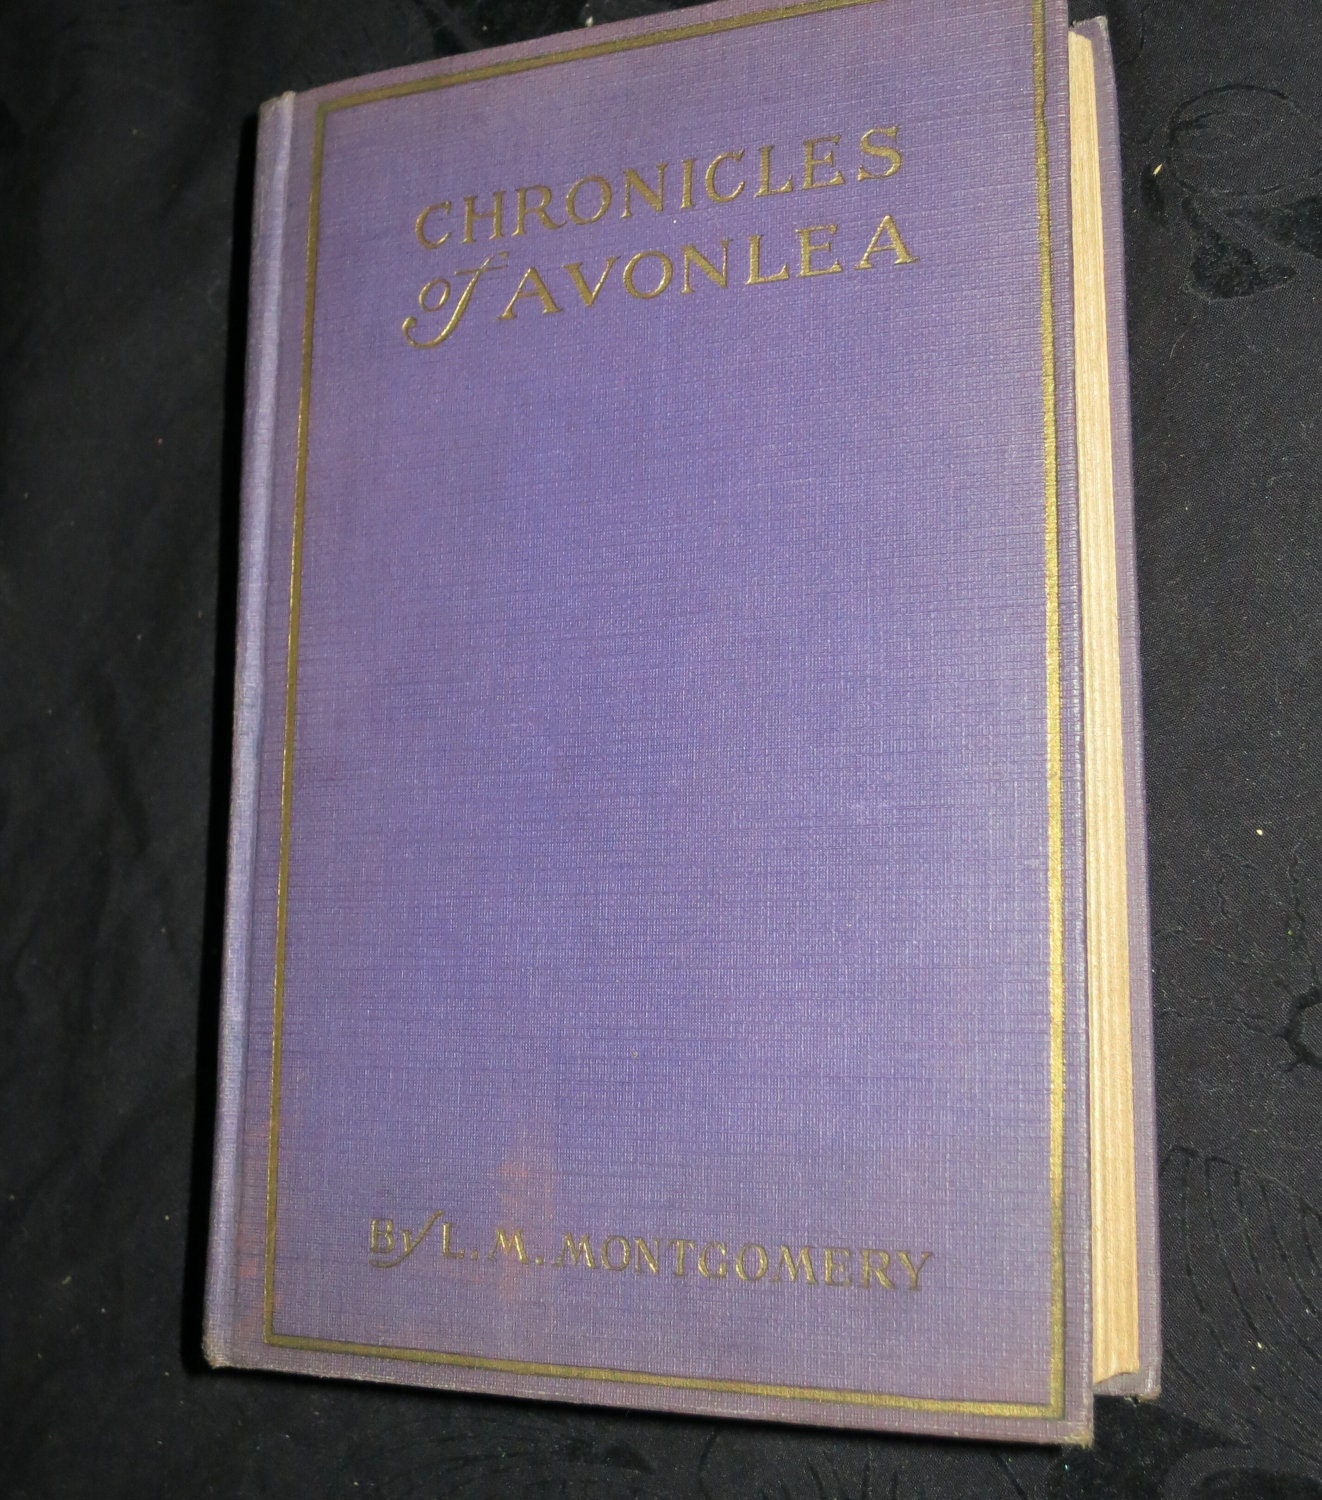 CHRONICLES
of AVONLEA
By L. M. MONTGOMERY